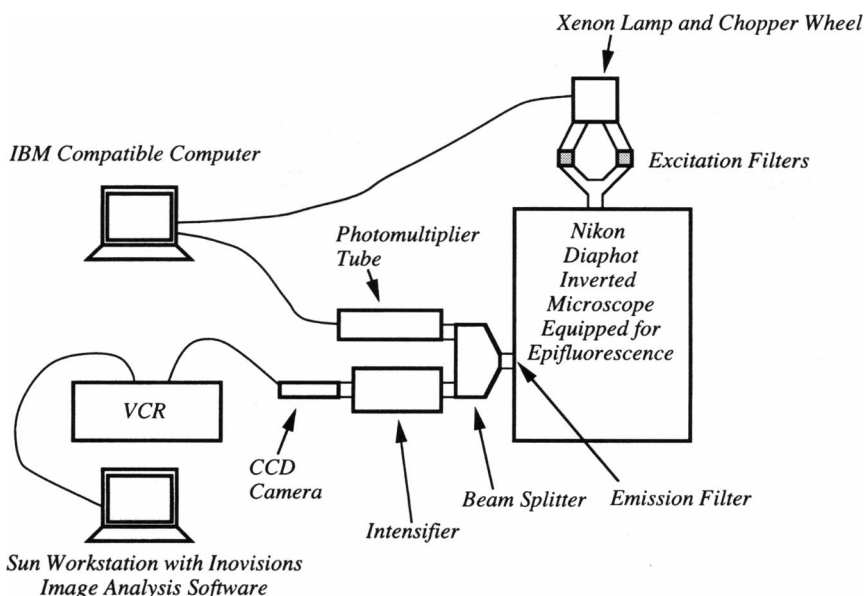 Xenon Lamp and Chopper Wheel
IBM Compatible Computer
Excitation Filters
Photomultiplier
Tube
Nikon
Diaphot
Inverted
Microscope
Equipped for
Epifluorescence
VCR
CCD
Camera
Intensifier
Beam Splitter
Emission Filter
Sun Workstation with Inovisions
Image Analysis Software